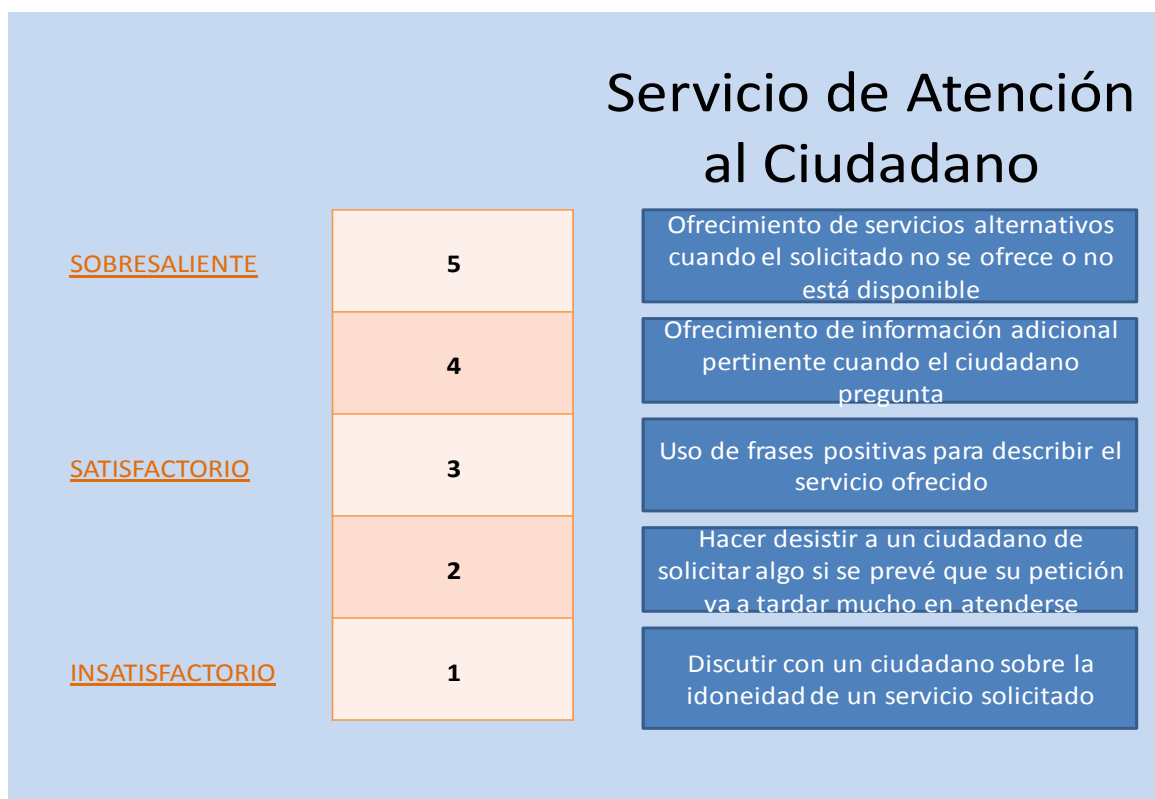 Servicio de Atención
al Ciudadano
SOBRESALIENTE
5
Ofrecimiento de servicios alternativos
cuando el solicitado no se ofrece o no
está disponible
4
Ofrecimiento de información adicional
pertinente cuando el ciudadano
pregunta
SATISFACTORIO
3
Uso de frases positivas para describir el
servicio ofrecido
2
Hacer desistir a un ciudadano de
solicitar algo si se prevé que su petición
va a tardar mucho en atenderse
INSATISFACTORIO
1
Discutir con un ciudadano sobre la
idoneidad de un servicio solicitado